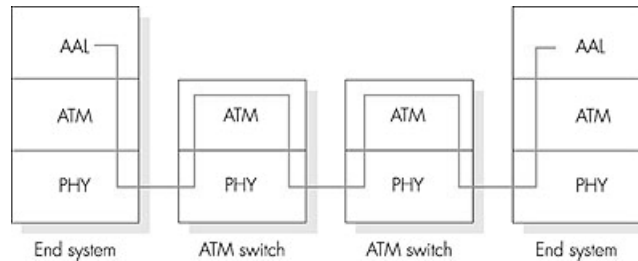 AAL
AAL
ATM
ATM
ATM
ATM
PHY
PHY
PHY
PHY
End system
ATM switch
ATM switch
End system